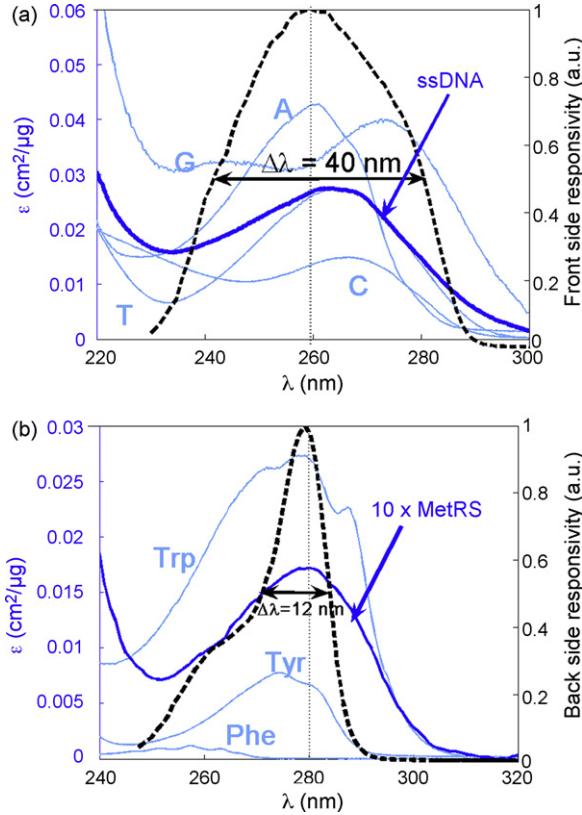 (a)
0.06
0.05
0.04
0.03
0.02
0.01
0
ε (cm²/µg)
A
G
T
C
ssDNA
Δλ = 40 nm
1
0.8
0.6
0.4
0.2
0
Front side responsivity (a.u.)
220 240 260 280 300
λ (nm)
(b)
0.03
0.025
0.02
0.015
0.01
0.005
0
ε (cm²/µg)
Trp
10 x MetRS
Δλ=12 nm
Tyr
Phe
1
0.8
0.6
0.4
0.2
0
Back side responsivity (a.u.)
240 260 280 300 320
λ (nm)